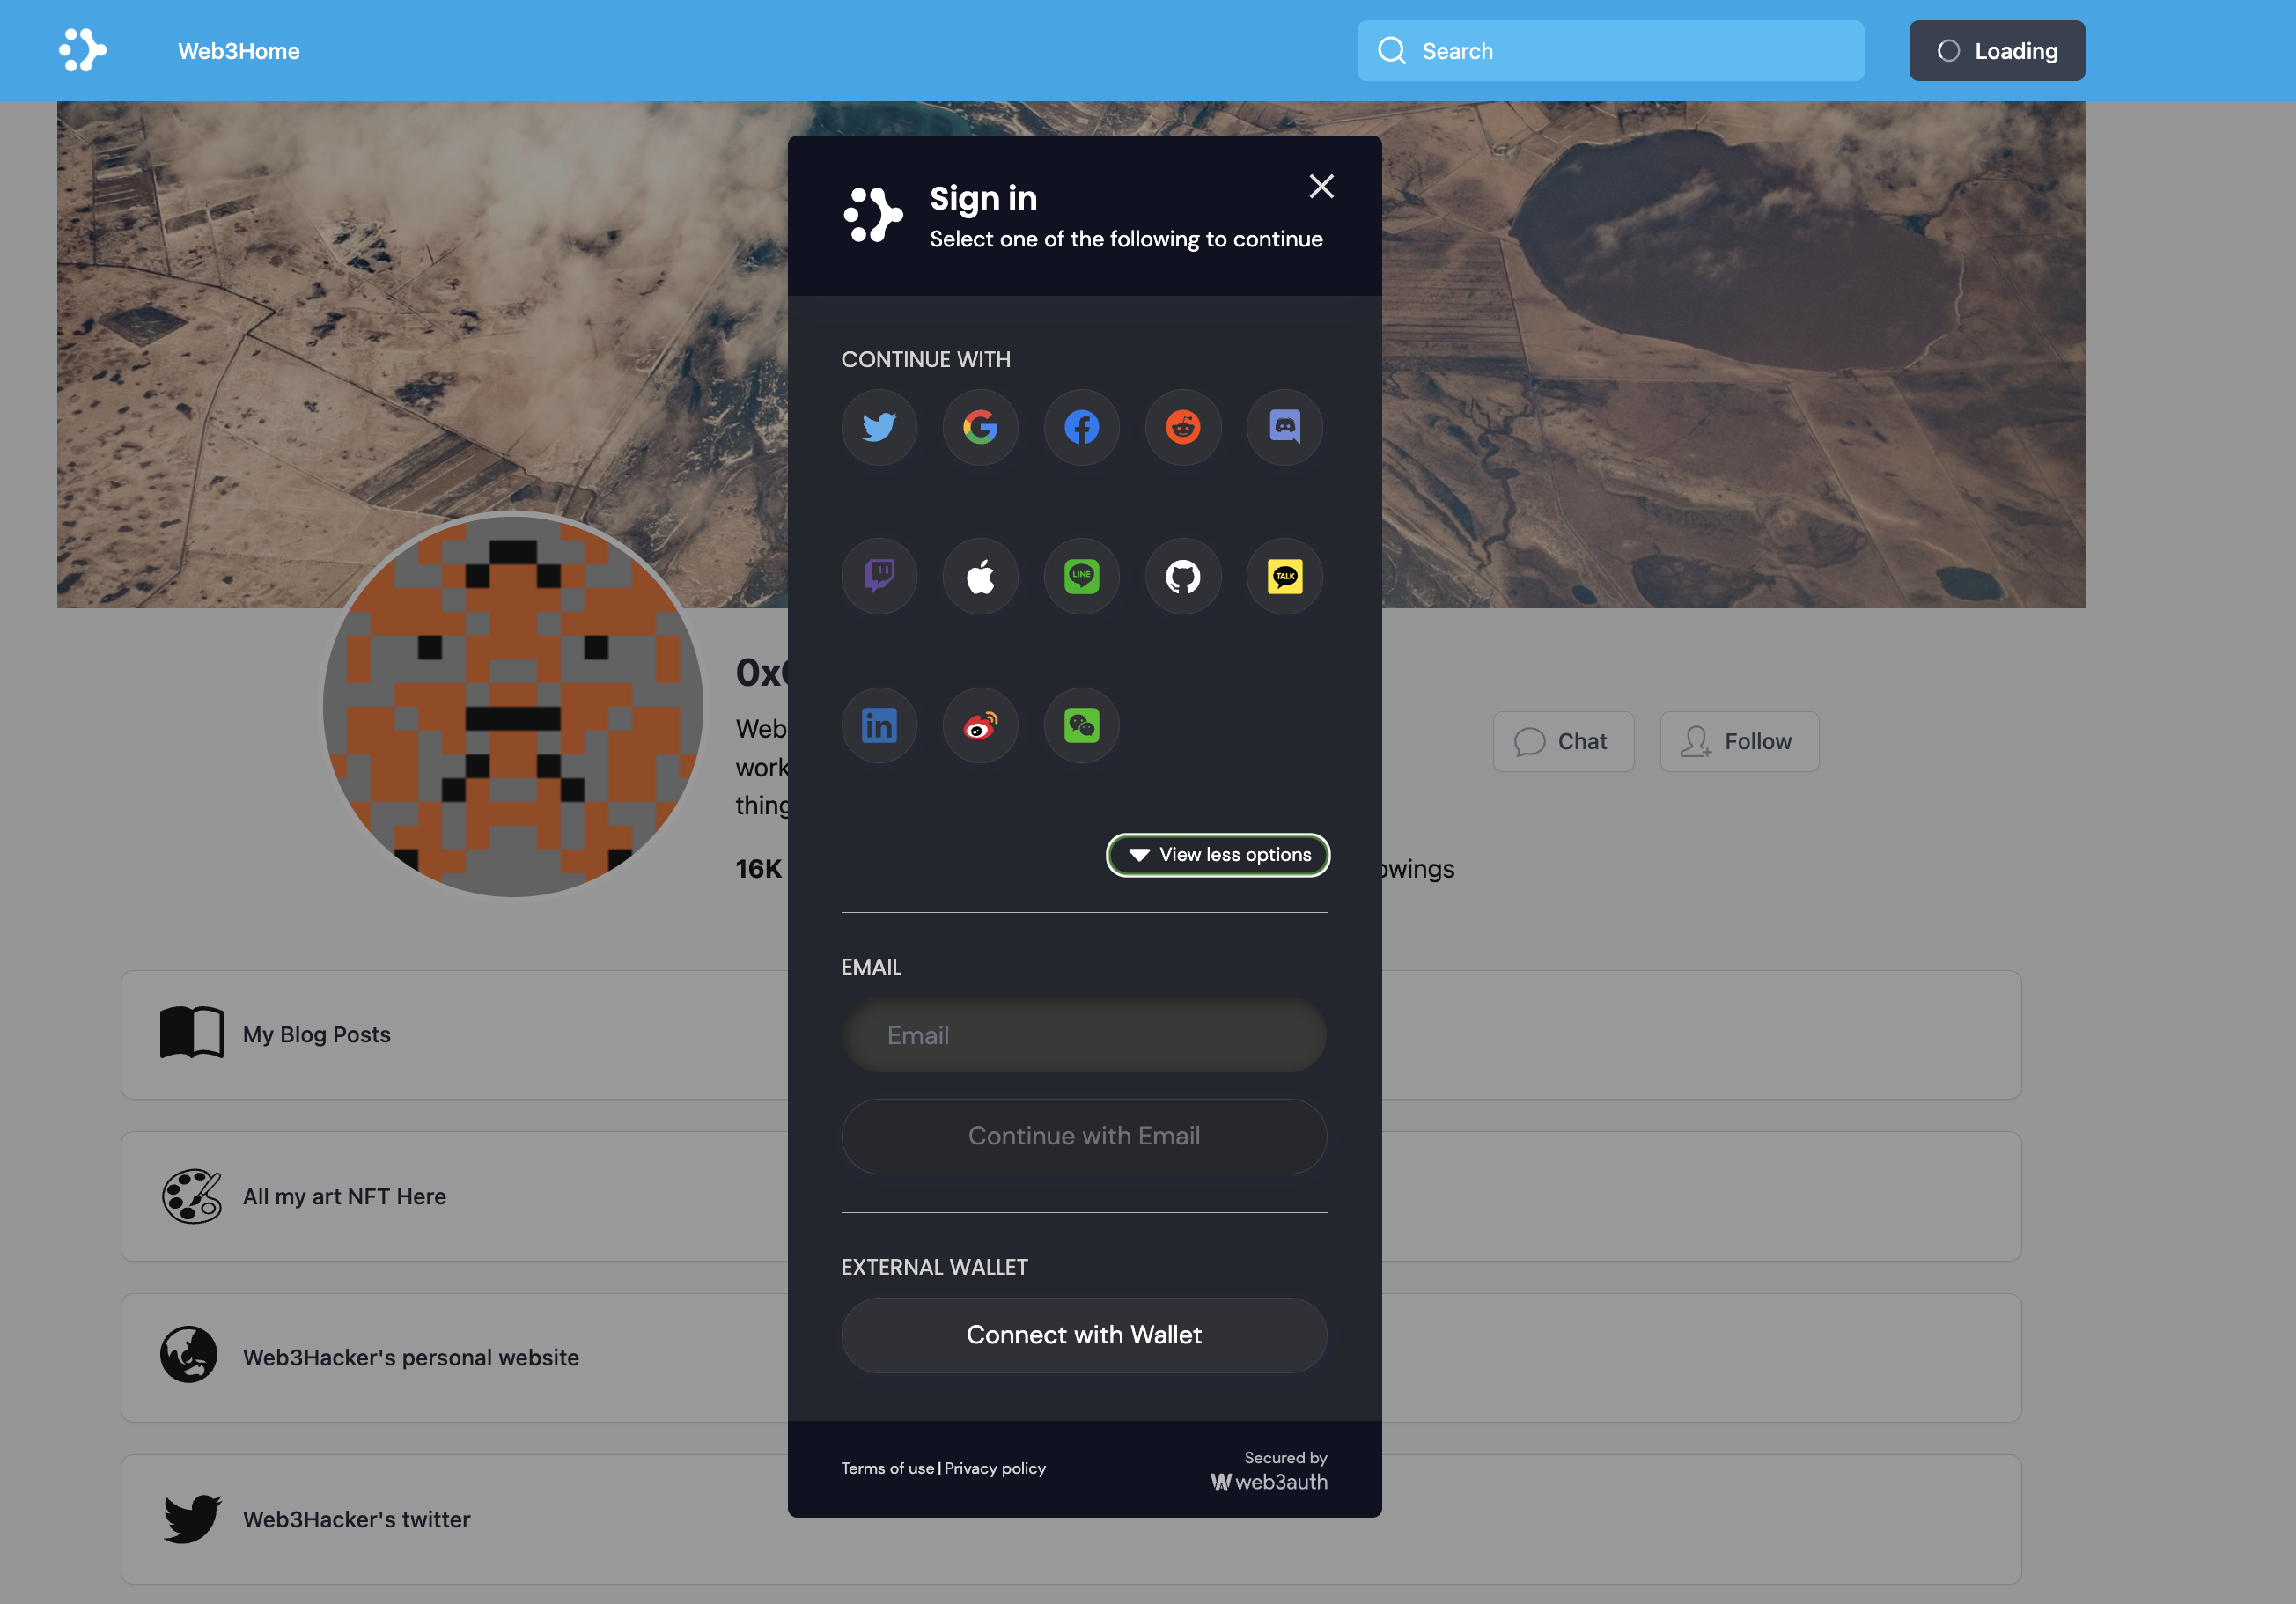 Web3Home
Search
Loading
Sign in
Select one of the following to continue
CONTINUE WITH
LINE
TALK
in
View less options
EMAIL
Email
Continue with Email
EXTERNAL WALLET
Connect with Wallet
Terms of use | Privacy policy
Secured by
web3auth
Web
work
thing
16K
Chat
Follow
My Blog Posts
All my art NFT Here
Web3Hacker's personal website
Web3Hacker's twitter